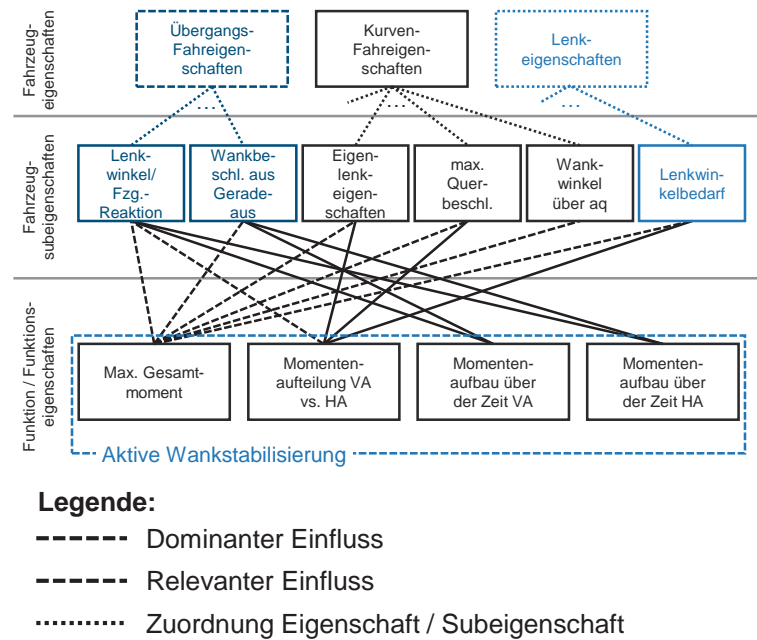 Fahrzeug-
eigenschaften
Übergangs-
Fahreigen-
schaften
Kurven-
Fahreigen-
schaften
Lenk-
eigenschaften
...
...
...
Fahrzeug-
subeigenschaften
Lenk-
winkel/
Fzg.-
Reaktion
Wankbe-
schl. aus
Gerade-
aus
Eigen-
lenk-
eigen-
schaften
max.
Quer-
beschl.
Wank-
winkel
über aq
Lenkwin-
kelbedarf
Funktion / Funktions-
eigenschaften
Max. Gesamt-
moment
Momenten-
aufteilung VA
vs. HA
Momenten-
aufbau über
der Zeit VA
Momenten-
aufbau über
der Zeit HA
Aktive Wankstabilisierung
Legende:
Dominanter Einfluss
Relevanter Einfluss
Zuordnung Eigenschaft / Subeigenschaft